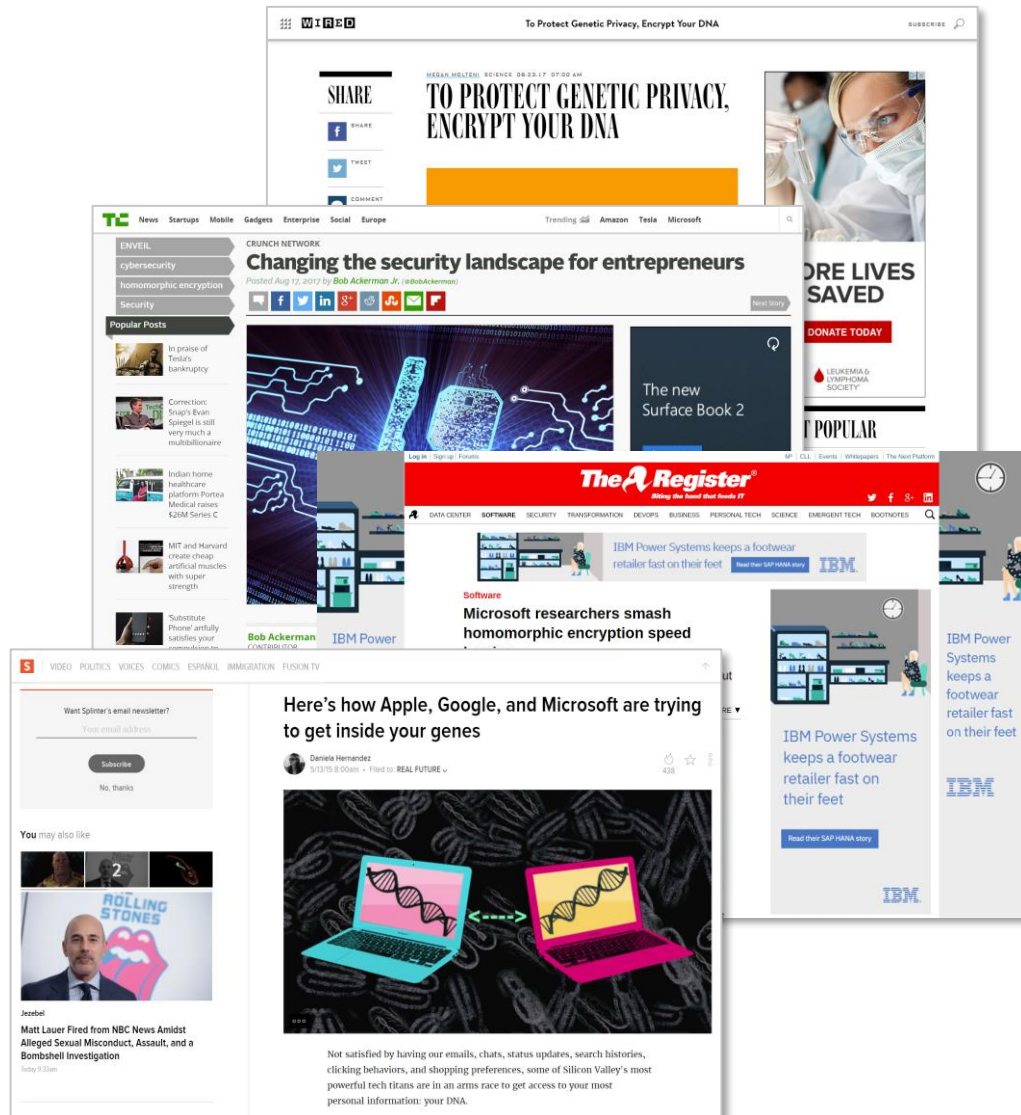 WIRED
To Protect Genetic Privacy, Encrypt Your DNA
SUBSCRIBE
SHARE
SHARE
TWEET
COMMENT
MEGAN MOLTENI SCIENCE 08.23.17 07:00 AM
TO PROTECT GENETIC PRIVACY,
ENCRYPT YOUR DNA
ORE LIVES
SAVED
DONATE TODAY
LEUKEMIA &
LYMPHOMA
SOCIETY
T POPULAR
TC News Startups Mobile Gadgets Enterprise Social Europe
Trending Amazon Tesla Microsoft
ENVEIL
cybersecurity
homomorphic encryption
Security
Popular Posts
In praise of
Tesla's
bankruptcy
Correction:
Snap's Evan
Spiegel is still
very much a
multibillionaire
Indian home
healthcare
platform Portea
Medical raises
$26M Series C
MIT and Harvard
create cheap
artificial muscles
with super
strength
'Substitute
Phone' artfully
satisfies your
CRUNCH NETWORK
Changing the security landscape for entrepreneurs
Posted Aug 17, 2017 by Bob Ackerman Jr. (@BobAckerman)
Next Story
The new
Surface Book 2
Bob Ackerman
CONTRIBUTOR
Log in | Sign up | Forums
M³ | CLL | Events | Whitepapers | The Next Platform
The Register®
Biting the hand that feeds IT
DATA CENTER SOFTWARE SECURITY TRANSFORMATION DEVOPS BUSINESS PERSONAL TECH SCIENCE EMERGENT TECH BOOTNOTES
IBM Power Systems keeps a footwear
retailer fast on their feet Read their SAP HANA story IBM.
Software
Microsoft researchers smash
homomorphic encryption speed
IBM Power
IBM Power Systems
keeps a footwear
retailer fast on
their feet
Read their SAP HANA story
IBM.
IBM Power
Systems
keeps a
footwear
retailer fast
on their feet
IBM
S VIDEO POLITICS VOICES COMICS ESPAÑOL IMMIGRATION FUSION TV
Want Splinter's email newsletter?
Your email address
Subscribe
No, thanks
You may also like
2
ROLLING
STONES
Jezebel
Matt Lauer Fired from NBC News Amidst
Alleged Sexual Misconduct, Assault, and a
Bombshell Investigation
Today 9:23am
Here's how Apple, Google, and Microsoft are trying
to get inside your genes
Daniela Hernandez
5/13/15 8:00am • Filed to: REAL FUTURE
438
Not satisfied by having our emails, chats, status updates, search histories,
clicking behaviors, and shopping preferences, some of Silicon Valley's most
powerful tech titans are in an arms race to get access to your most
personal information: your DNA.